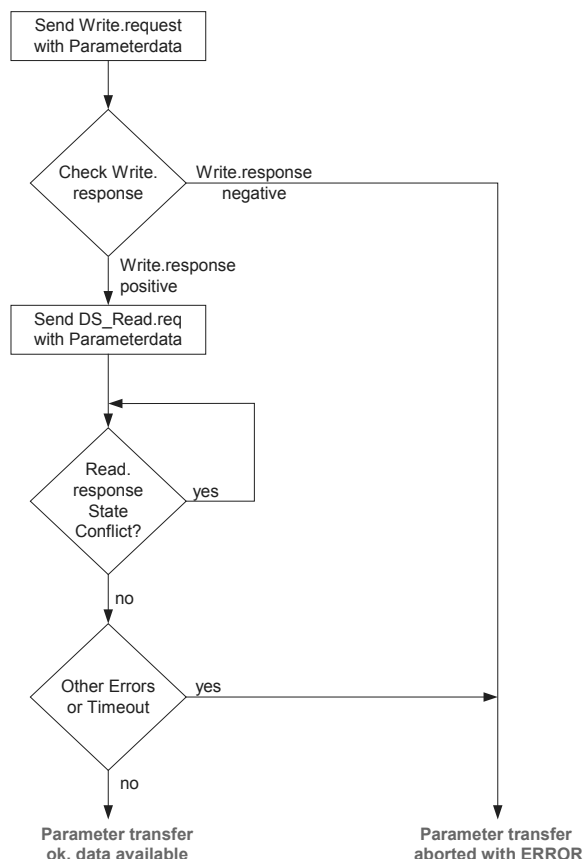 Send Write.request
with Parameterdata
Check Write.
response
Write.response
negative
Write.response
positive
Send DS_Read.req
with Parameterdata
Read.
response
State
Conflict?
yes
no
Other Errors
or Timeout
yes
no
Parameter transfer
ok, data available
Parameter transfer
aborted with ERROR